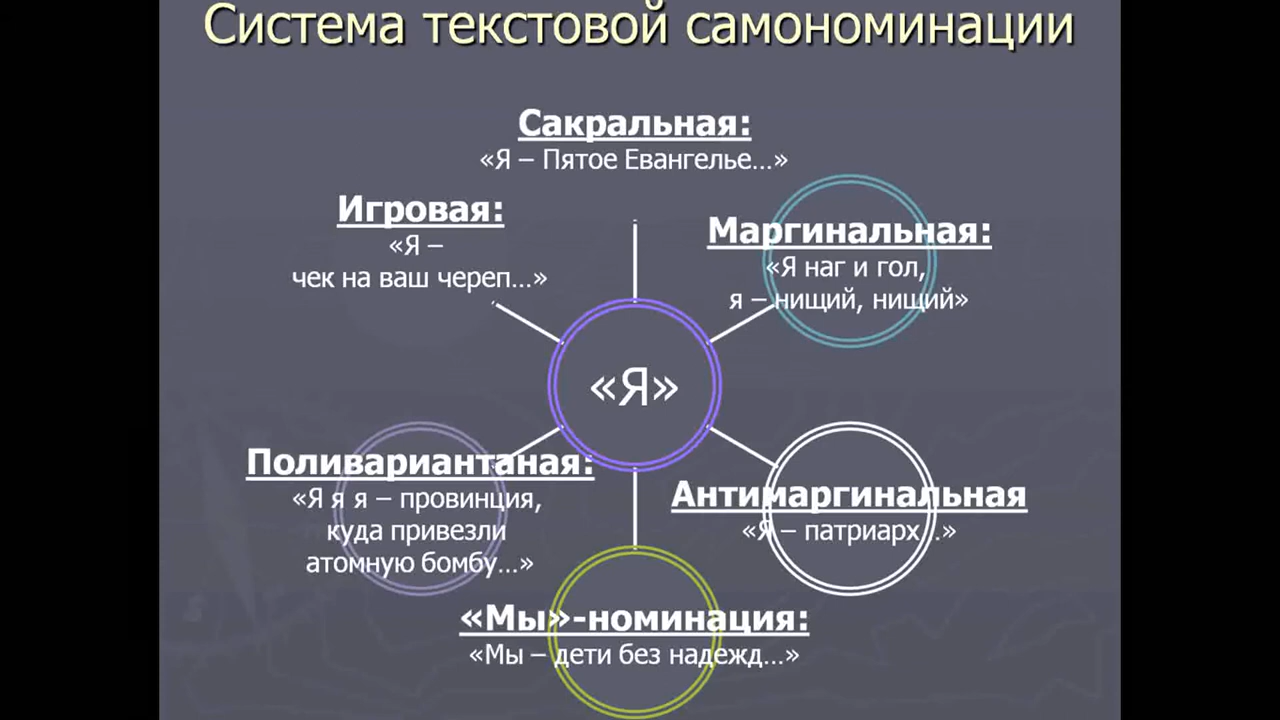 Система текстовой самономинации
Сакральная:
«Я – Пятое Евангелье…»
Игровая:
«Я –
чек на ваш череп…»
Маргинальная:
«Я наг и гол,
я – нищий, нищий»
«Я»
Поливариантаная:
«Я я я – провинция,
куда привезли
атомную бомбу…»
Антимаргинальная
«Я – патриарх…»
«Мы»-номинация:
«Мы – дети без надежд…»